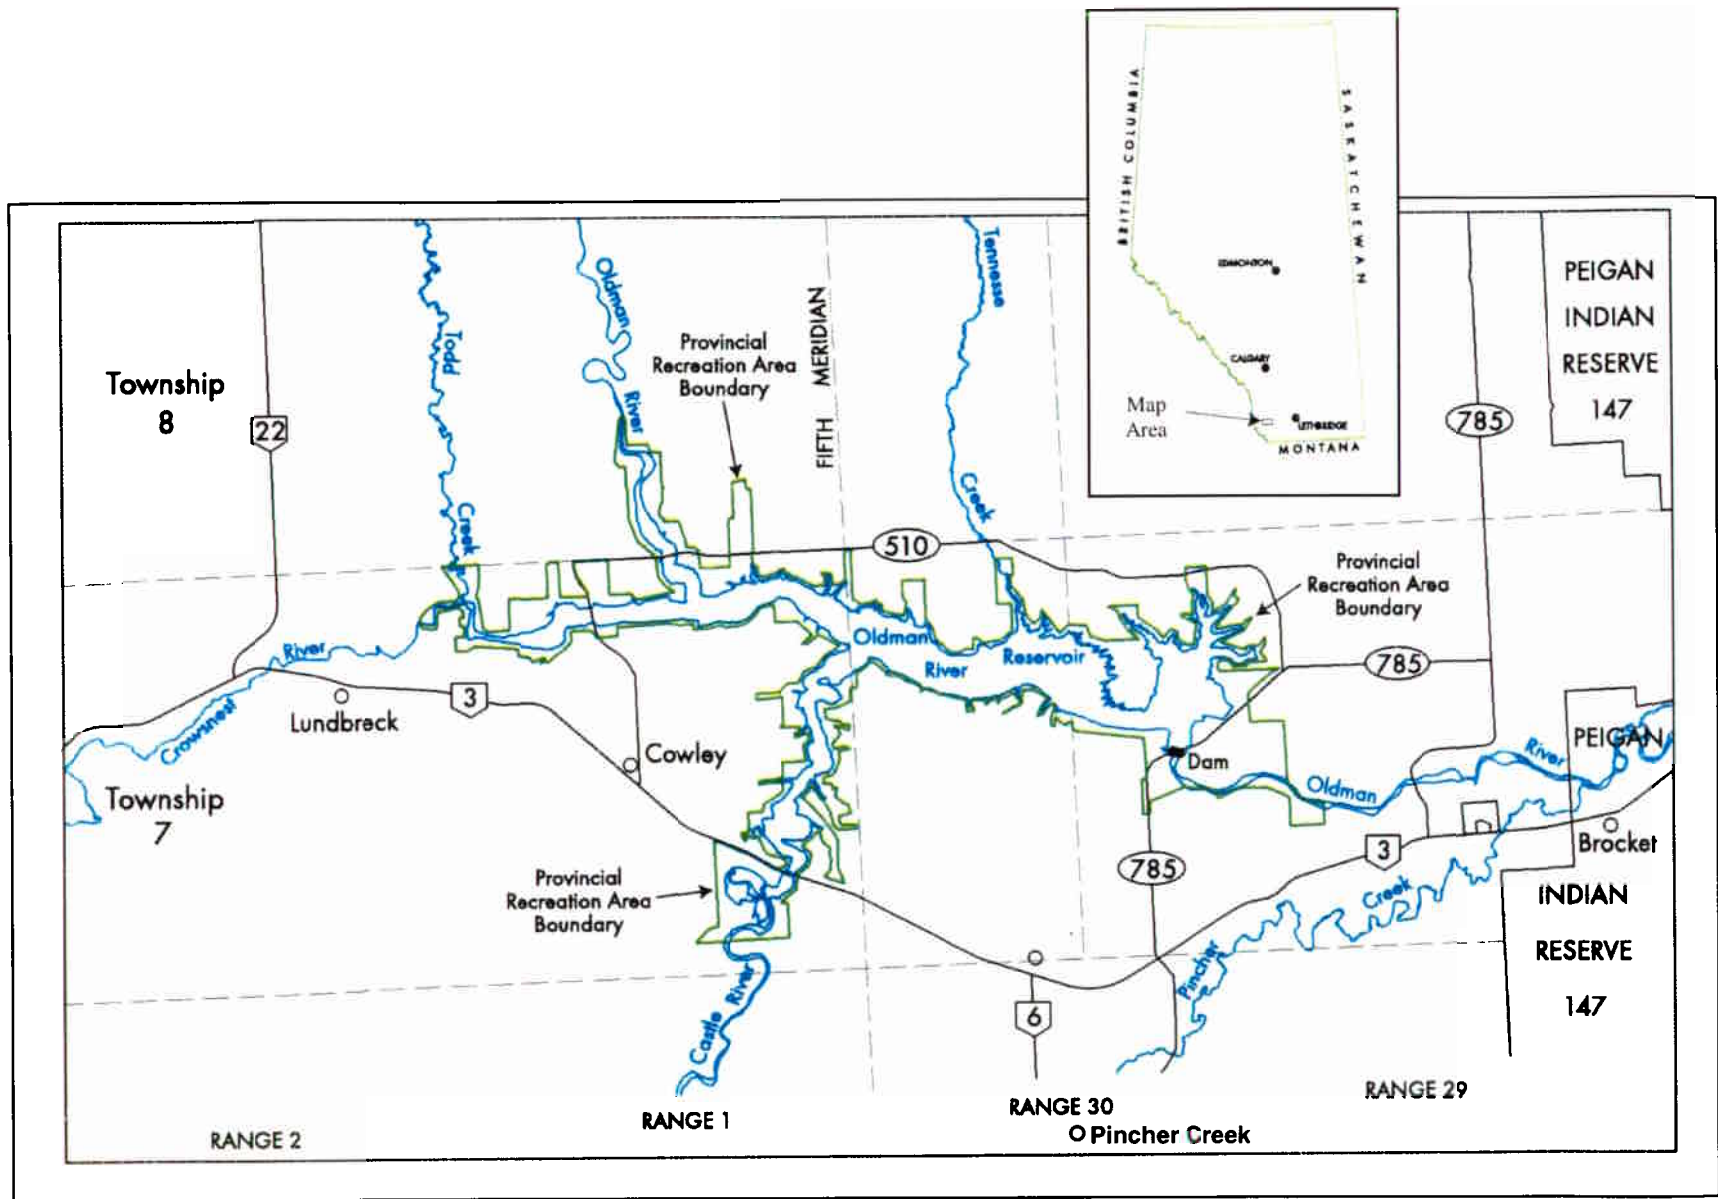 BRITISH COLUMBIA
SASKATCHEWAN
EDMONTON
CALGARY
LETHBRIDGE
MONTANA
Map
Area
Township
8
22
Todd
Creek
Oldman
River
Provincial
Recreation Area
Boundary
FIFTH MERIDIAN
Tennesse
Creek
785
PEIGAN
INDIAN
RESERVE
147
510
Provincial
Recreation Area
Boundary
Oldman
River
Reservoir
785
River
Crowsnest
Lundbreck
3
Cowley
Dam
Oldman
River
PEIGAN
Township
7
785
3
Brocket
Provincial
Recreation Area
Boundary
Creek
Pincher
INDIAN
RESERVE
147
Castle River
6
RANGE 2
RANGE 1
RANGE 30
RANGE 29
Pincher Creek